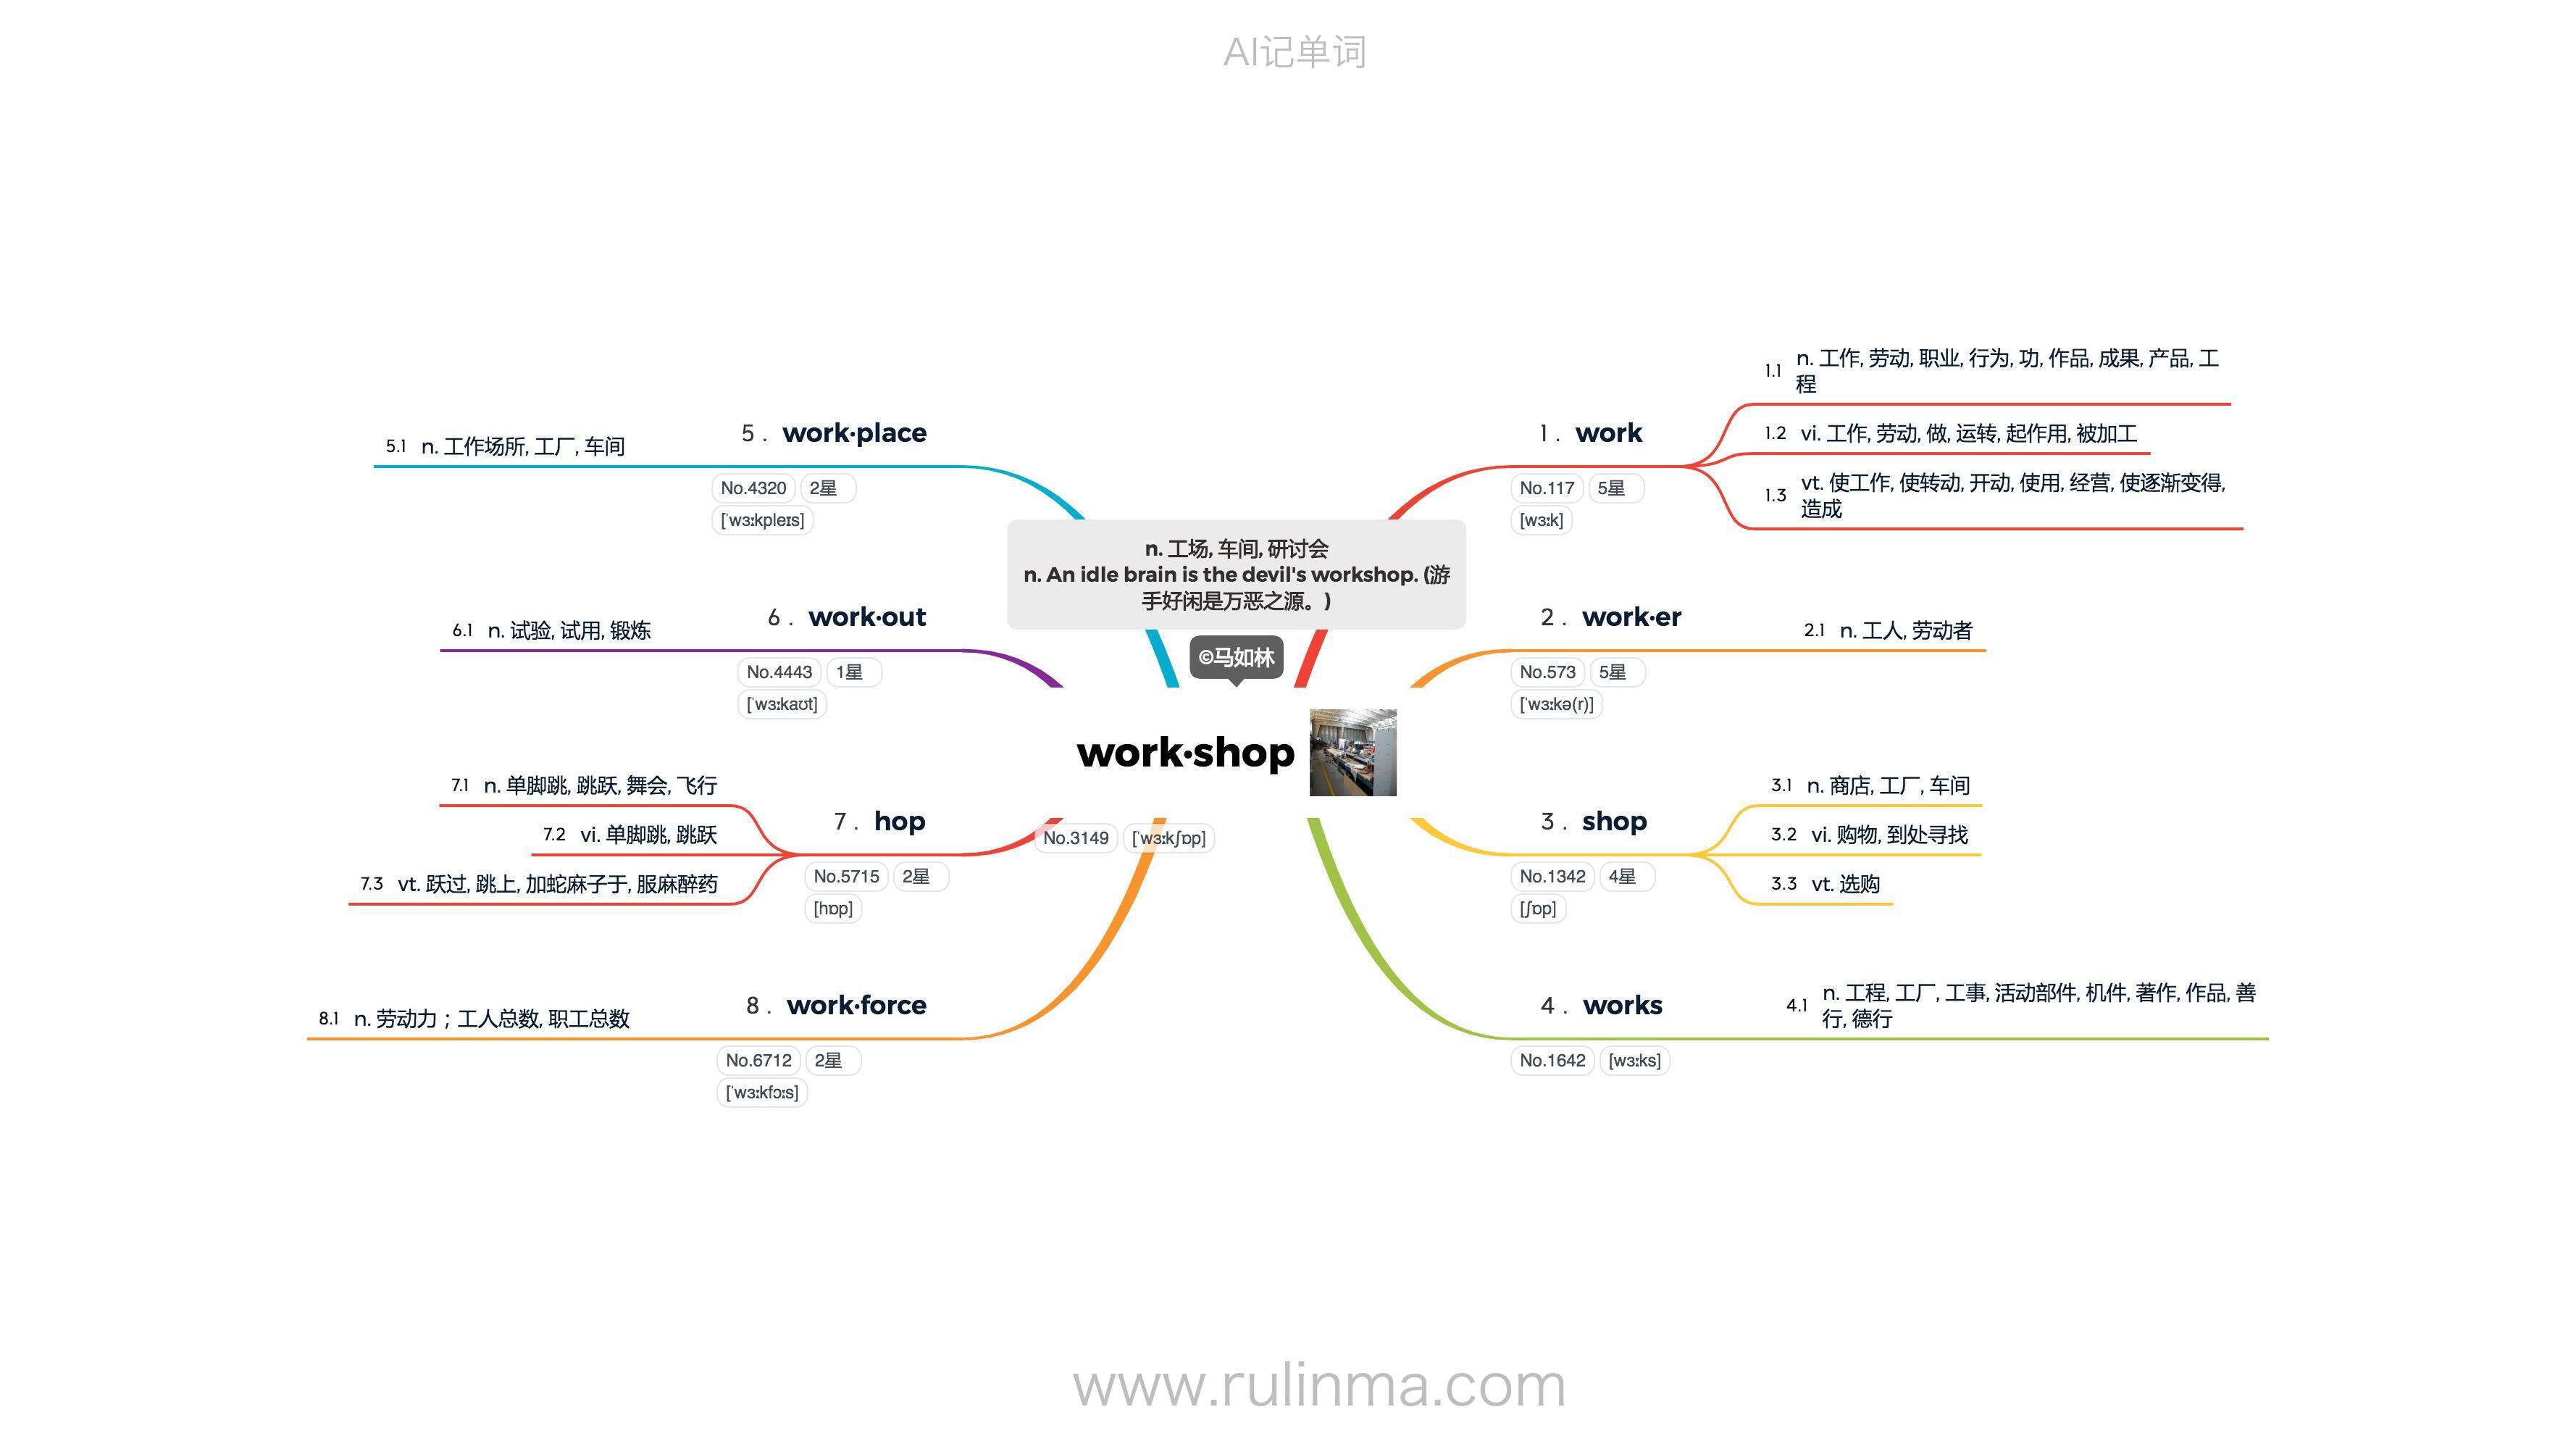 AI记单词
n. 工场, 车间, 研讨会
n. An idle brain is the devil's workshop. (游
手好闲是万恶之源。)
©马如林
work·shop
No.3149 [ˈwɜːkʃɒp]
1 . work
No.117 5星
[wɜːk]
1.1 n. 工作, 劳动, 职业, 行为, 功, 作品, 成果, 产品, 工
程
1.2 vi. 工作, 劳动, 做, 运转, 起作用, 被加工
1.3 vt. 使工作, 使转动, 开动, 使用, 经营, 使逐渐变得,
造成
2 . work·er
No.573 5星
[ˈwɜːkə(r)]
2.1 n. 工人, 劳动者
3 . shop
No.1342 4星
[ʃɒp]
3.1 n. 商店, 工厂, 车间
3.2 vi. 购物, 到处寻找
3.3 vt. 选购
4 . works
No.1642 [wɜːks]
4.1 n. 工程, 工厂, 工事, 活动部件, 机件, 著作, 作品, 善
行, 德行
5 . work·place
No.4320 2星
[ˈwɜːkpleɪs]
5.1 n. 工作场所, 工厂, 车间
6 . work·out
No.4443 1星
[ˈwɜːkaʊt]
6.1 n. 试验, 试用, 锻炼
7 . hop
No.5715 2星
[hɒp]
7.1 n. 单脚跳, 跳跃, 舞会, 飞行
7.2 vi. 单脚跳, 跳跃
7.3 vt. 跃过, 跳上, 加蛇麻子于, 服麻醉药
8 . work·force
No.6712 2星
[ˈwɜːkfɔːs]
8.1 n. 劳动力；工人总数, 职工总数
www.rulinma.com